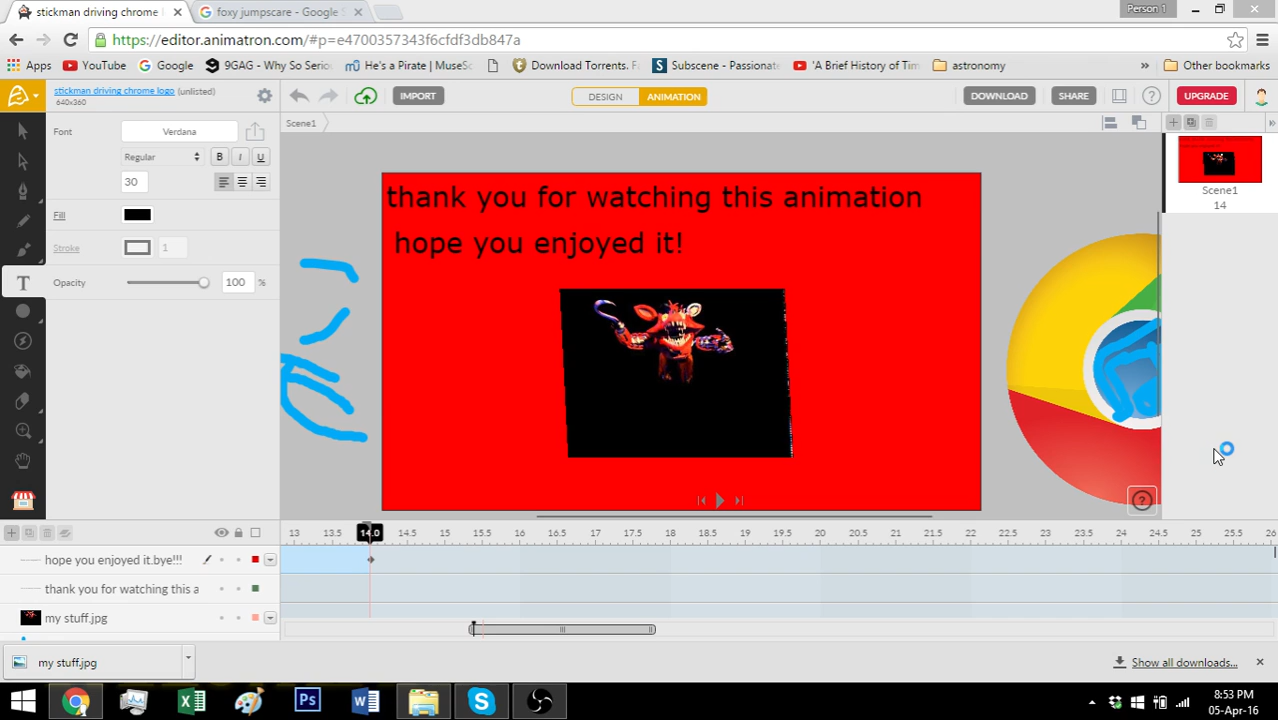 stickman driving chrome
foxy jumpscare - Google S
Person 1
https://editor.animatron.com/#p=e4700357343f6cfdf3db847a
Apps
YouTube
Google
9GAG - Why So Serio
He's a Pirate | MuseSc
Download Torrents. F
Subscene - Passionate
'A Brief History of Tim
astronomy
»
Other bookmarks
stickman driving chrome logo (unlisted)
640x360
IMPORT
DESIGN
ANIMATION
DOWNLOAD
SHARE
UPGRADE
Font
Verdana
Scene1
Regular
B I U
30
Fill
Stroke
1
Opacity
100 %
T
thank you for watching this animation
hope you enjoyed it!
Scene1
14
?
13 13.5 14.0 14.5 15 15.5 16 16.5 17 17.5 18 18.5 19 19.5 20 20.5 21 21.5 22 22.5 23 23.5 24 24.5 25 25.5 26
hope you enjoyed it.bye!!!
thank you for watching this a
my stuff.jpg
my stuff.jpg
Show all downloads...
8:53 PM
05-Apr-16